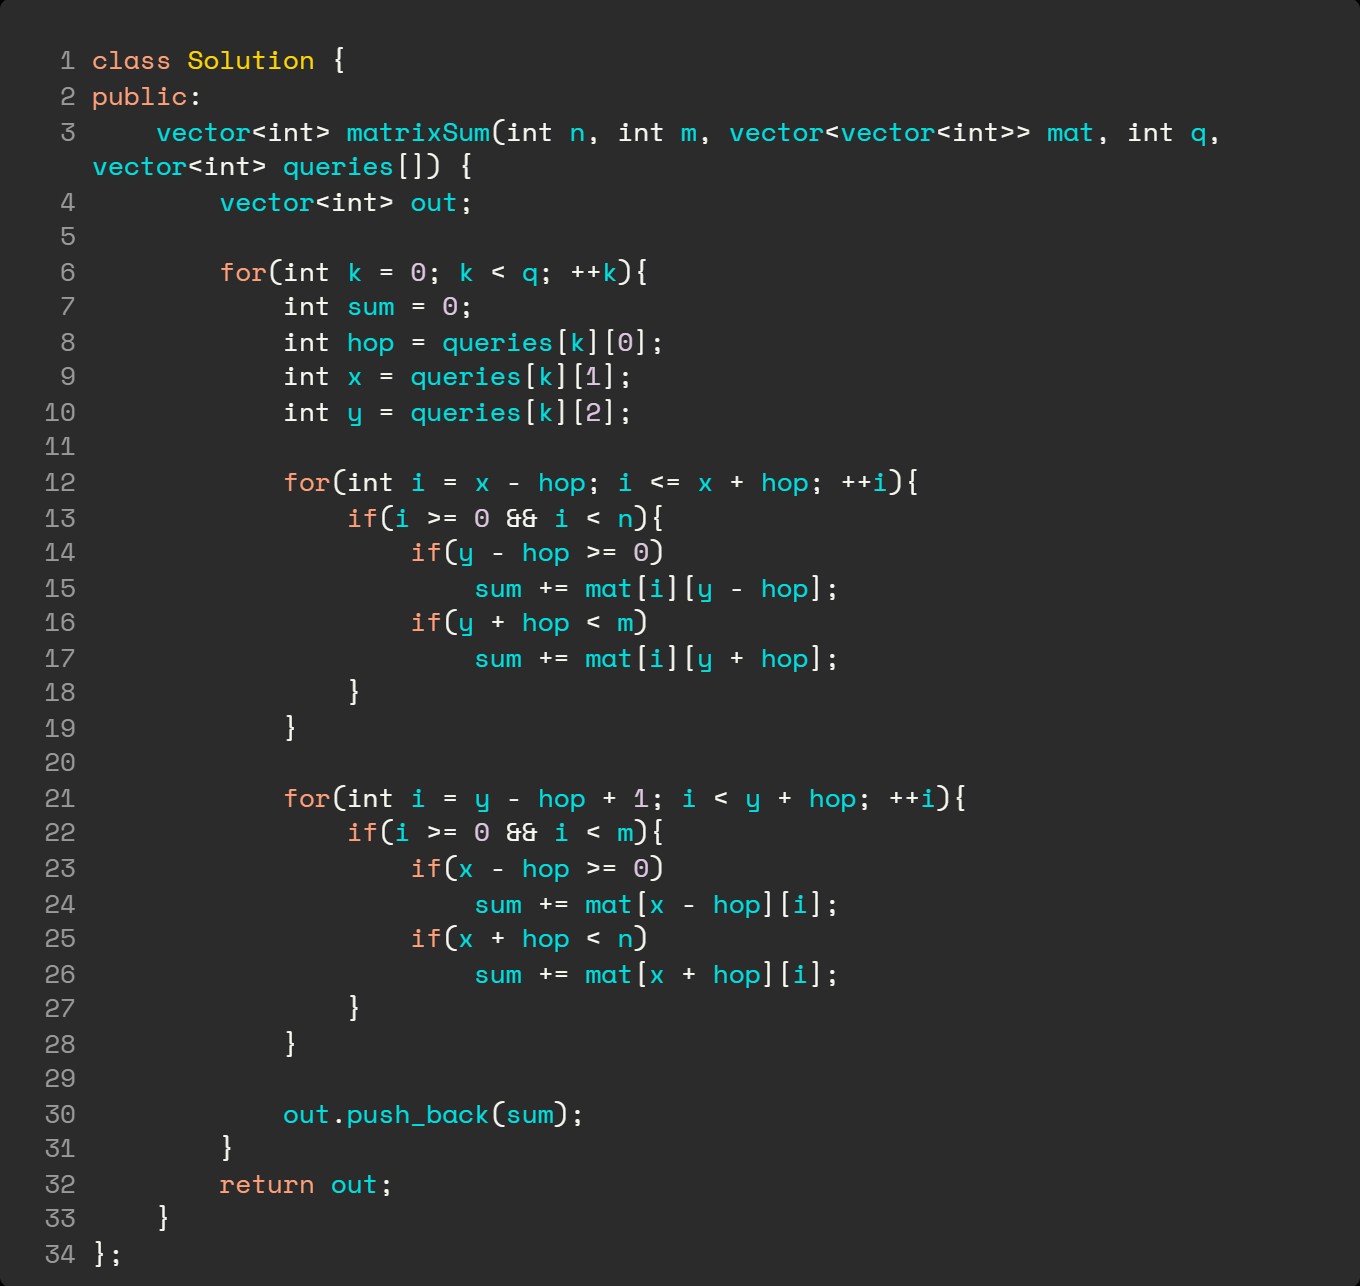 1 class Solution {
2 public:
3     vector<int> matrixSum(int n, int m, vector<vector<int>> mat, int q,
vector<int> queries[]) {
4         vector<int> out;
5
6         for(int k = 0; k < q; ++k){
7             int sum = 0;
8             int hop = queries[k][0];
9             int x = queries[k][1];
10             int y = queries[k][2];
11
12             for(int i = x - hop; i <= x + hop; ++i){
13                 if(i >= 0 && i < n){
14                     if(y - hop >= 0)
15                         sum += mat[i][y - hop];
16                     if(y + hop < m)
17                         sum += mat[i][y + hop];
18                 }
19             }
20
21             for(int i = y - hop + 1; i < y + hop; ++i){
22                 if(i >= 0 && i < m){
23                     if(x - hop >= 0)
24                         sum += mat[x - hop][i];
25                     if(x + hop < n)
26                         sum += mat[x + hop][i];
27                 }
28             }
29
30             out.push_back(sum);
31         }
32         return out;
33     }
34 };